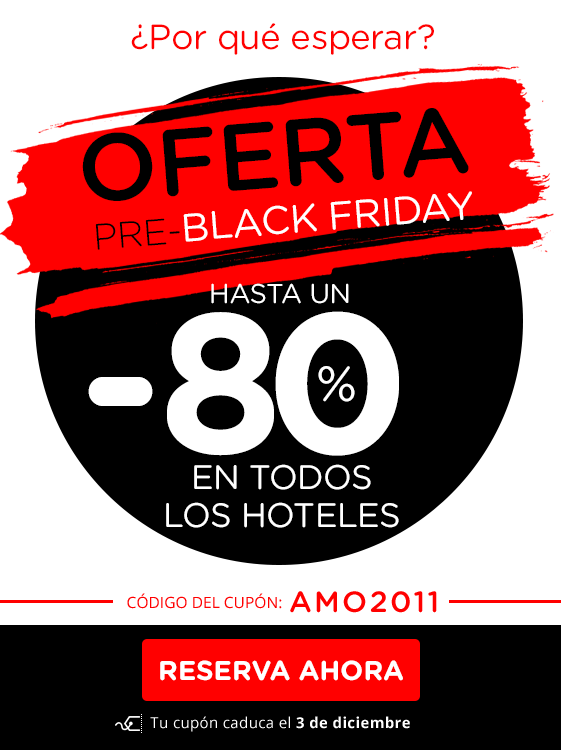 ¿Por qué esperar?
OFERTA
PRE-BLACK FRIDAY
HASTA UN
-80%
EN TODOS
LOS HOTELES
CÓDIGO DEL CUPÓN: AMO2011
RESERVA AHORA
Tu cupón caduca el 3 de diciembre